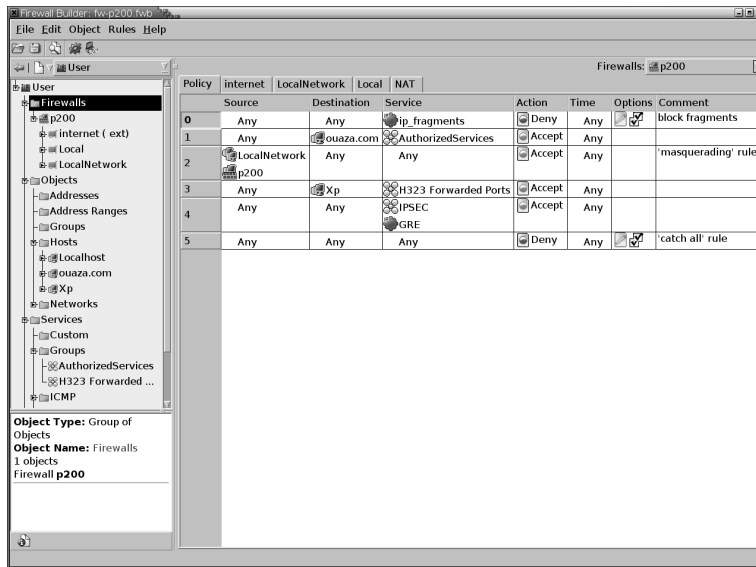 Firewall Builder: fw-p200.fwb
File Edit Object Rules Help
User
Firewalls: p200
User
Firewalls
p200
internet ( ext)
Local
LocalNetwork
Objects
Addresses
Address Ranges
Groups
Hosts
Localhost
ouaza.com
Xp
Networks
Services
Custom
Groups
AuthorizedServices
H323 Forwarded ...
ICMP
Object Type: Group of
Objects
Object Name: Firewalls
1 objects
Firewall p200
Policy internet LocalNetwork Local NAT
Source Destination Service Action Time Options Comment
0 Any Any ip_fragments Deny Any block fragments
1 Any ouaza.com AuthorizedServices Accept Any
2 LocalNetwork Any Any Accept Any 'masquerading' rule
p200
3 Any Xp H323 Forwarded Ports Accept Any
4 Any Any IPSEC Accept Any
GRE
5 Any Any Any Deny Any 'catch all' rule